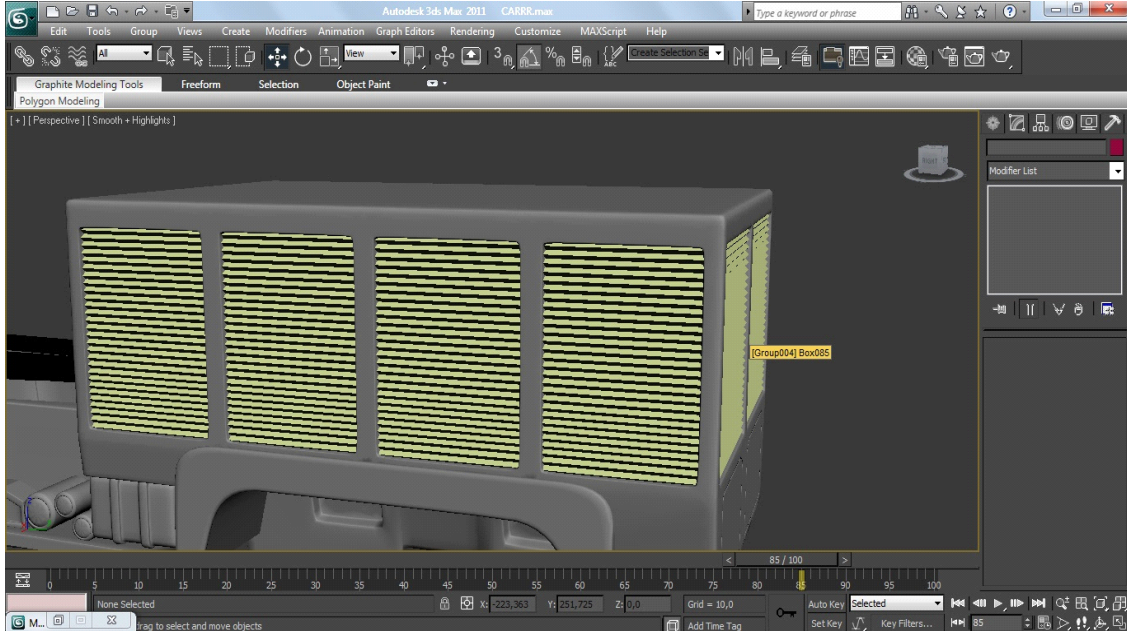 Autodesk 3ds Max 2011 CARRR.max
Type a keyword or phrase
Edit Tools Group Views Create Modifiers Animation Graph Editors Rendering Customize MAXScript Help
All View 3 Create Selection Se
Graphite Modeling Tools Freeform Selection Object Paint
Polygon Modeling
[ + ] [ Perspective ] [ Smooth + Highlights ]
Modifier List
[Group004] Box085
< 85 / 100 >
0 5 10 15 20 25 30 35 40 45 50 55 60 65 70 75 80 85 90 95 100
None Selected X: -223,363 Y: 251,725 Z: 0,0 Grid = 10,0 Auto Key Selected
M... drag to select and move objects Add Time Tag Set Key Key Filters... 85